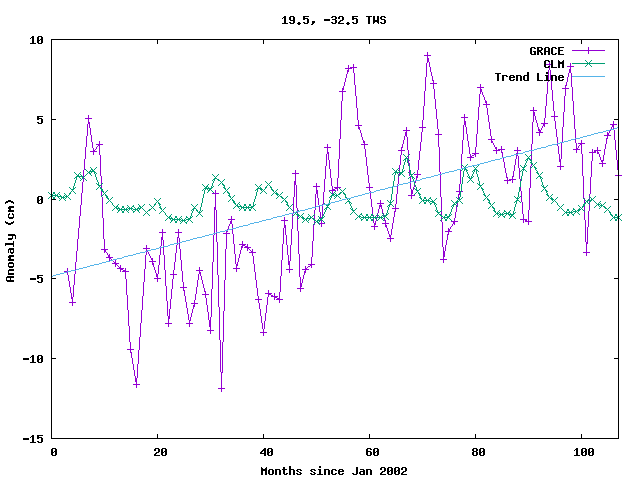 19.5, -32.5 TWS
GRACE
CLM
Trend Line
10
5
0
-5
-10
-15
Anomaly (cm)
0 20 40 60 80 100
Months since Jan 2002